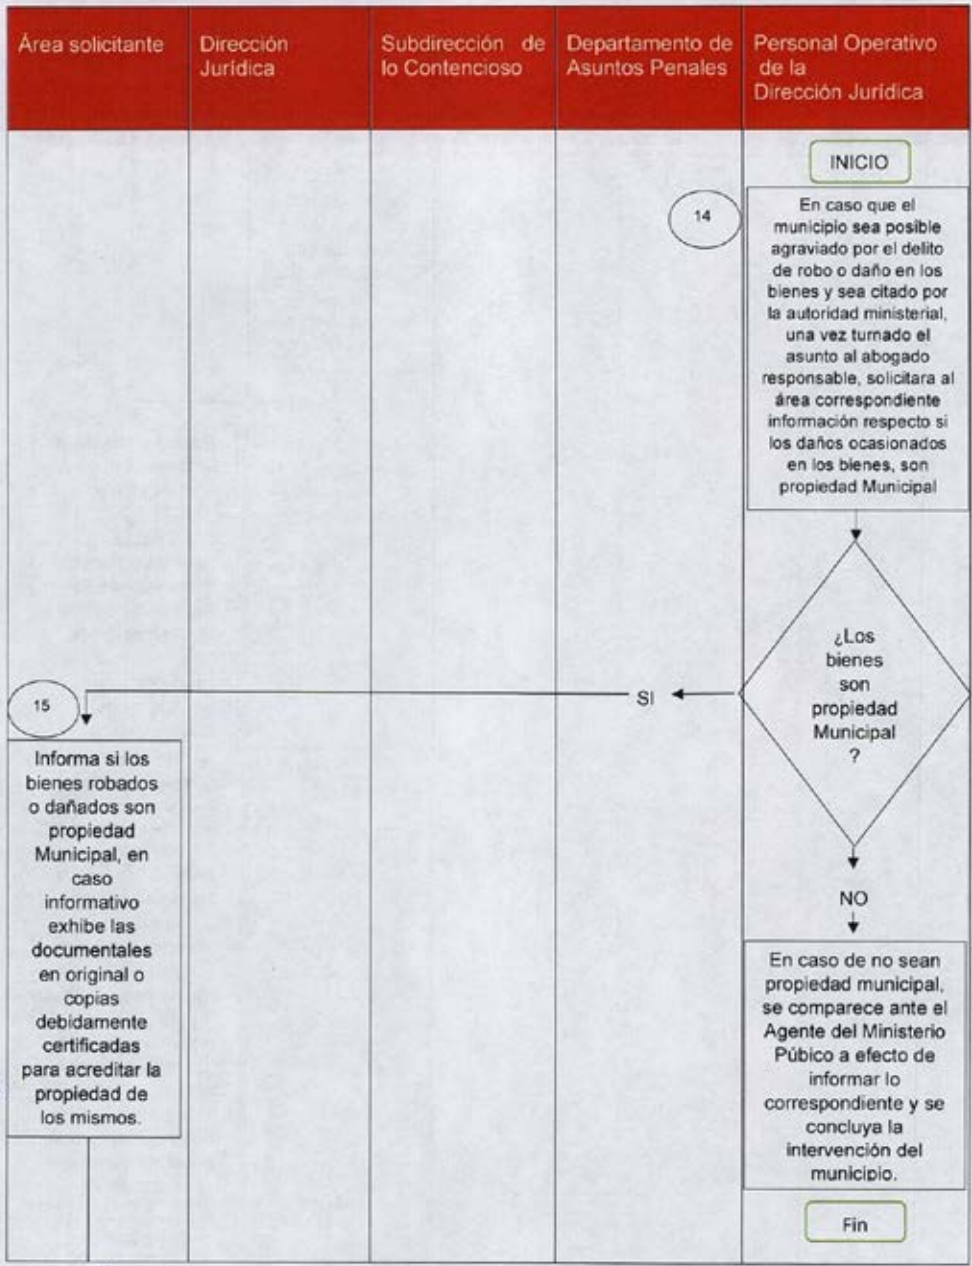 Área solicitante
Dirección
Jurídica
Subdirección de
lo Contencioso
Departamento de
Asuntos Penales
Personal Operativo
de la
Dirección Jurídica
INICIO
14
En caso que el
municipio sea posible
agraviado por el delito
de robo o daño en los
bienes y sea citado por
la autoridad ministerial,
una vez turnado el
asunto al abogado
responsable, solicitara al
área correspondiente
información respecto si
los daños ocasionados
en los bienes, son
propiedad Municipal
¿Los
bienes
son
propiedad
Municipal
?
SI
15
Informa si los
bienes robados
o dañados son
propiedad
Municipal, en
caso
informativo
exhibe las
documentales
en original o
copias
debidamente
certificadas
para acreditar la
propiedad de
los mismos.
NO
En caso de no sean
propiedad municipal,
se comparece ante el
Agente del Ministerio
Púbico a efecto de
informar lo
correspondiente y se
concluya la
intervención del
municipio.
Fin